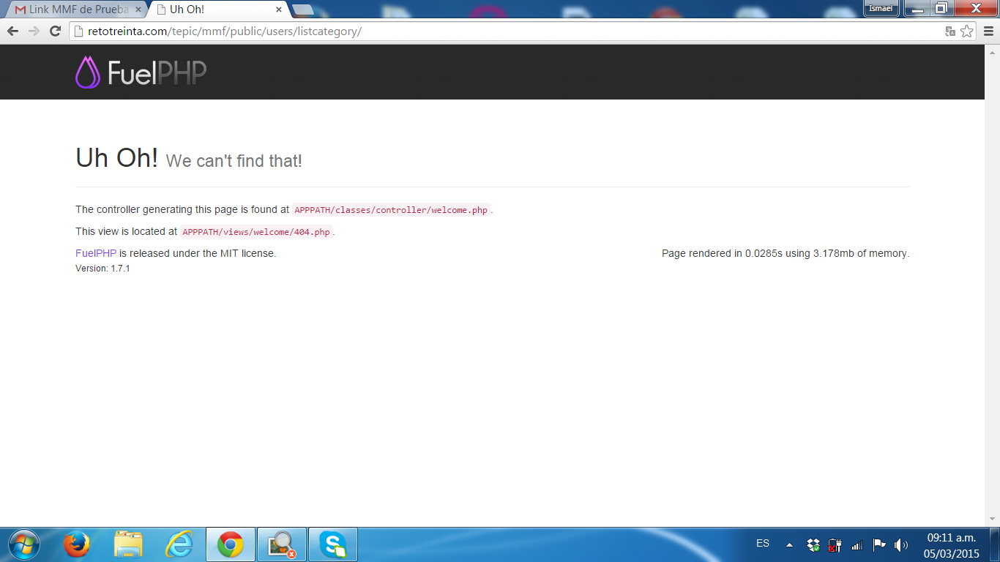 Link MMF de Prueba
Uh Oh!
Ismael
retotreinta.com/tepic/mmf/public/users/listcategory/
FuelPHP
Uh Oh! We can't find that!
The controller generating this page is found at APPPATH/classes/controller/welcome.php.
This view is located at APPPATH/views/welcome/404.php.
FuelPHP is released under the MIT license.
Page rendered in 0.0285s using 3.178mb of memory.
Version: 1.7.1
ES
09:11 a.m.
05/03/2015